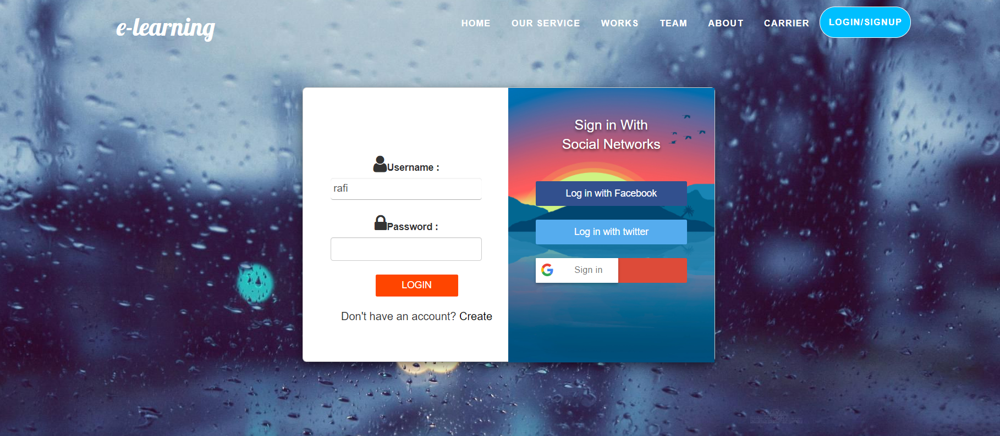 e-learning
HOME OUR SERVICE WORKS TEAM ABOUT CARRIER LOGIN/SIGNUP
Username :
rafi
Password :
LOGIN
Don't have an account? Create
Sign in With
Social Networks
Log in with Facebook
Log in with twitter
Sign in